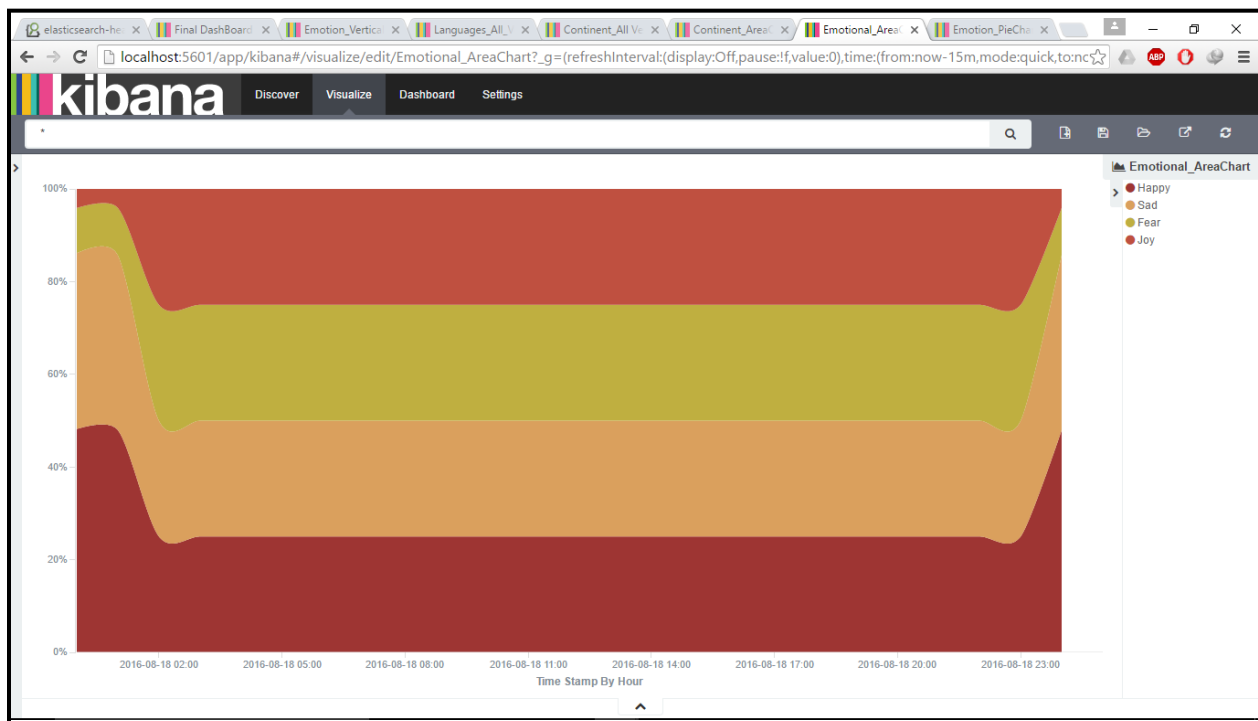 elasticsearch-he
Final DashBoard
Emotion_Vertica
Languages_All_V
Continent_All Ve
Continent_AreaC
Emotional_AreaC
Emotion_PieCha
localhost:5601/app/kibana#/visualize/edit/Emotional_AreaChart?_g=(refreshInterval:(display:Off,pause:!f,value:0),time:(from:now-15m,mode:quick,to:nc
ABP
kibana
Discover
Visualize
Dashboard
Settings
*
Emotional_AreaChart
Happy
Sad
Fear
Joy
100%
80%
60%
40%
20%
0%
2016-08-18 02:00
2016-08-18 05:00
2016-08-18 08:00
2016-08-18 11:00
2016-08-18 14:00
2016-08-18 17:00
2016-08-18 20:00
2016-08-18 23:00
Time Stamp By Hour